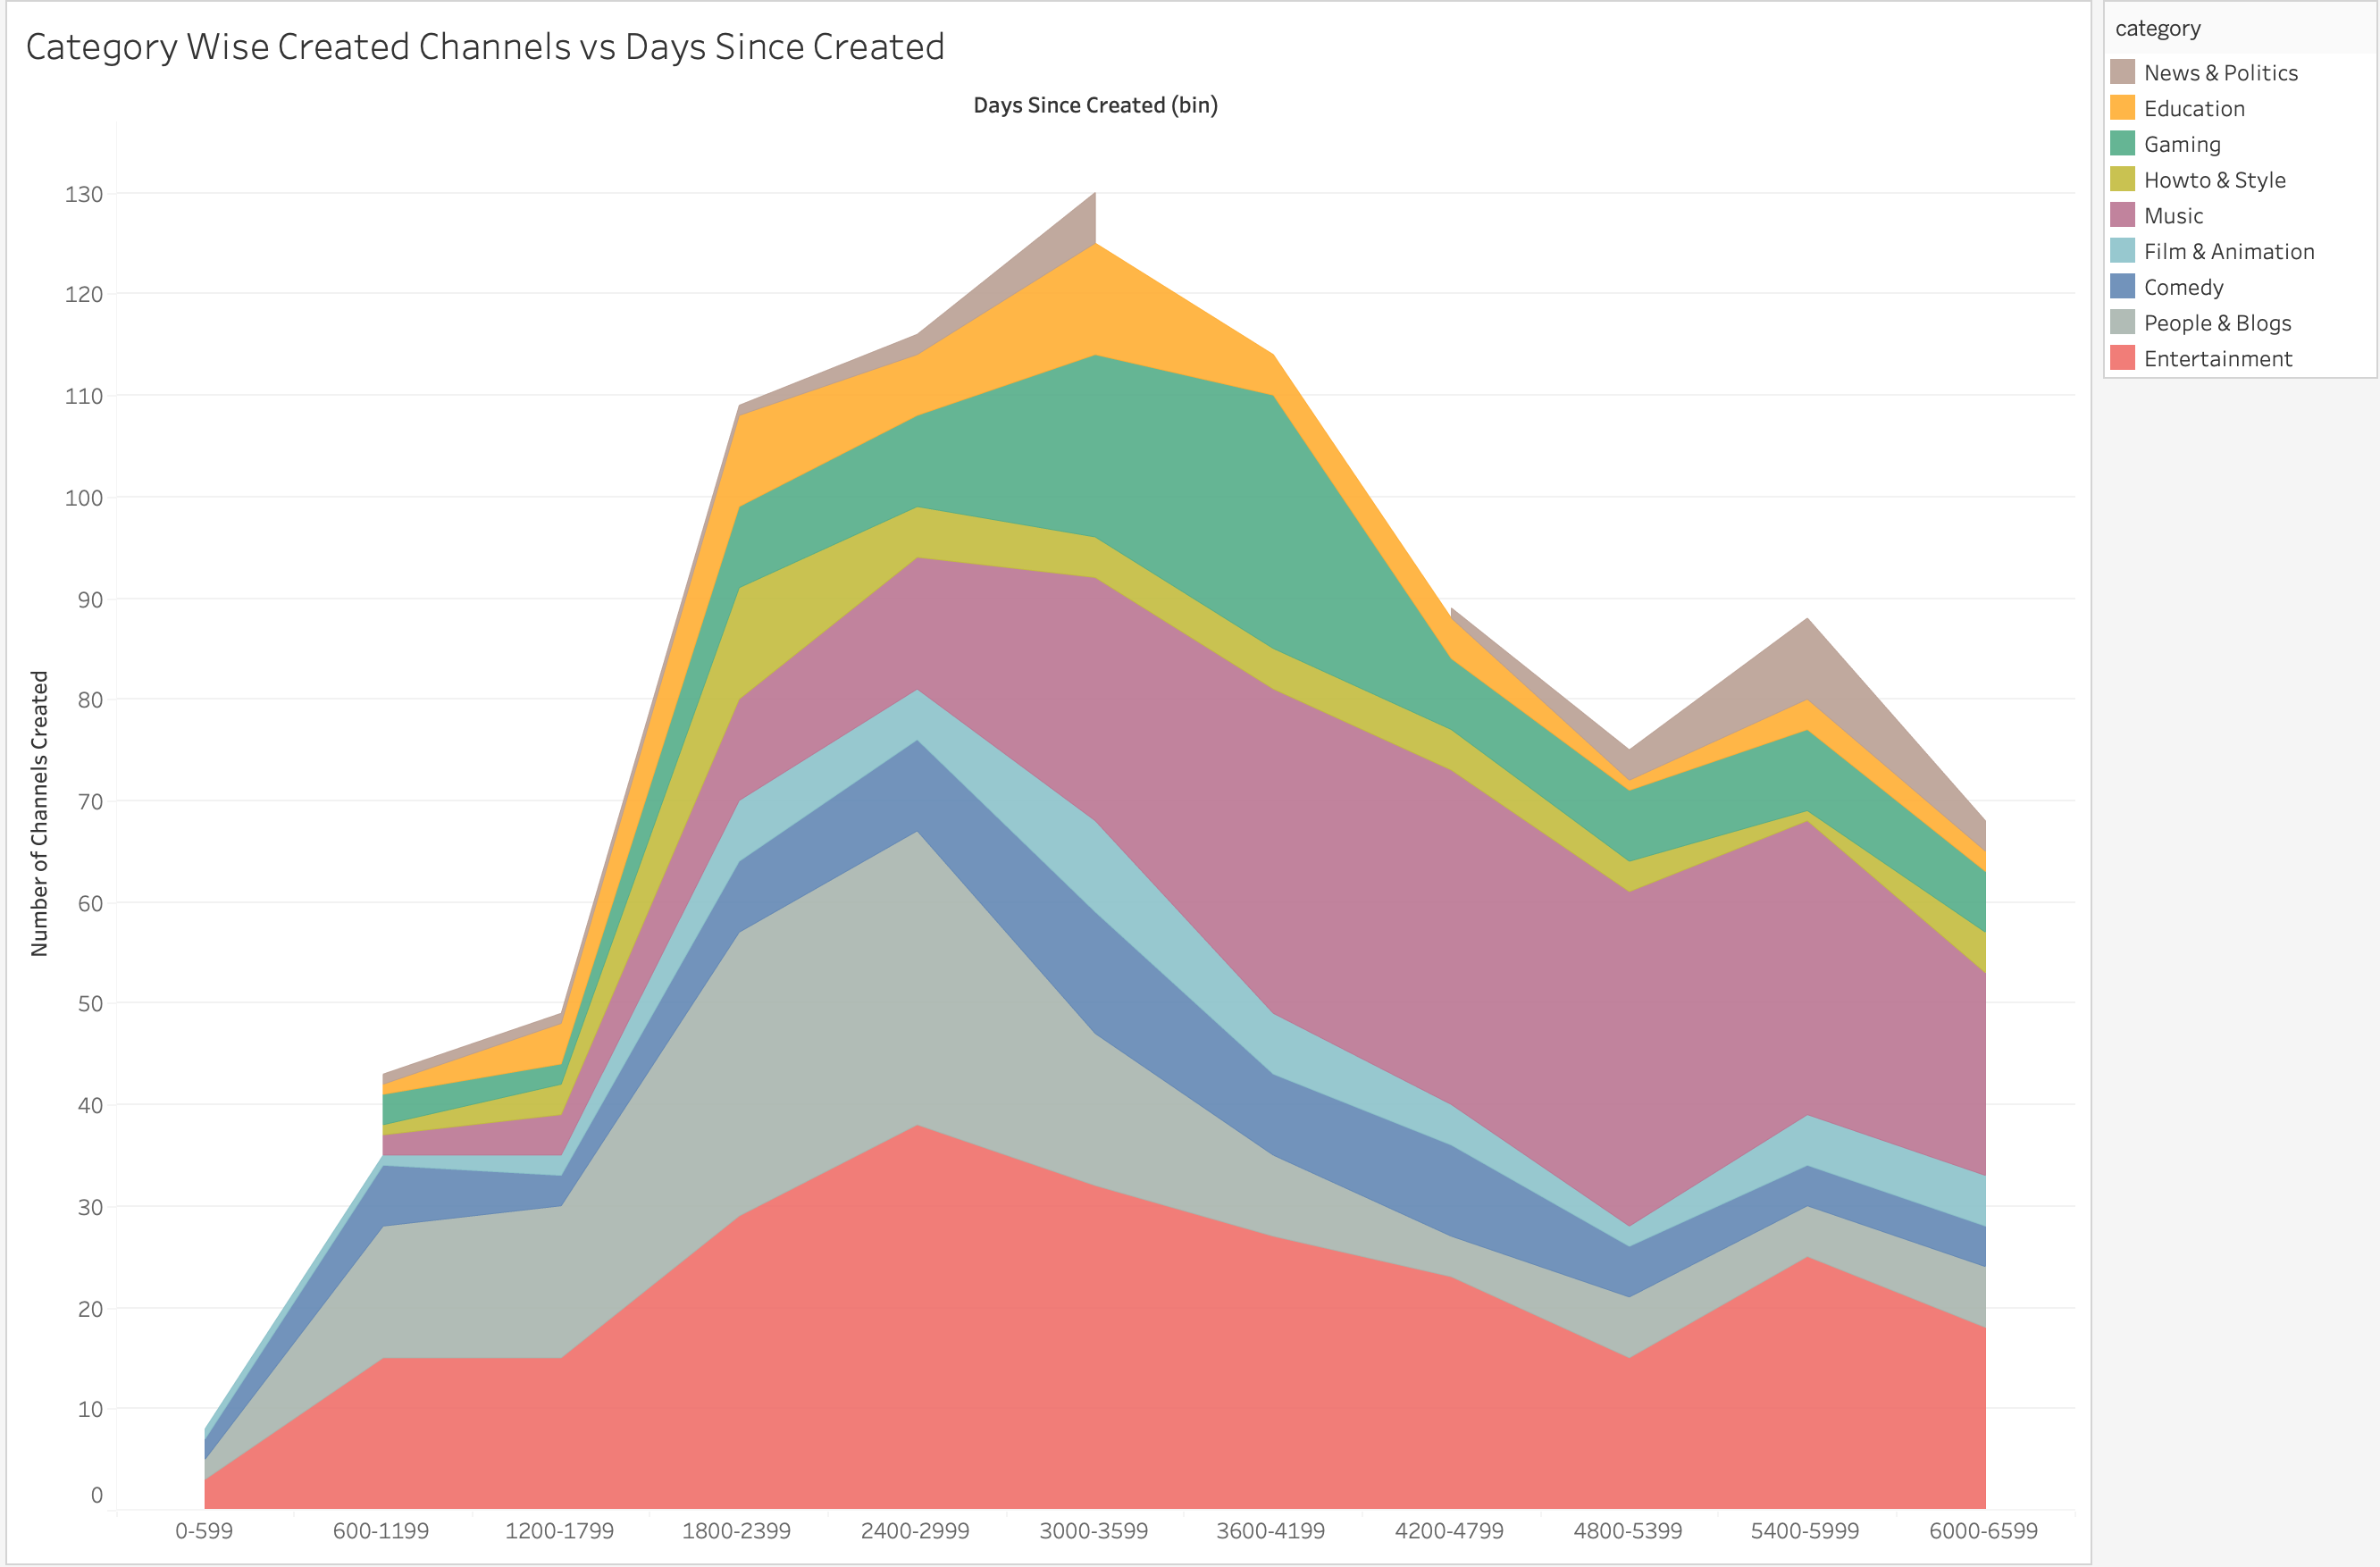 Category Wise Created Channels vs Days Since Created
Days Since Created (bin)
Number of Channels Created
130
120
110
100
90
80
70
60
50
40
30
20
10
0
0-599
600-1199
1200-1799
1800-2399
2400-2999
3000-3599
3600-4199
4200-4799
4800-5399
5400-5999
6000-6599
category
News & Politics
Education
Gaming
Howto & Style
Music
Film & Animation
Comedy
People & Blogs
Entertainment